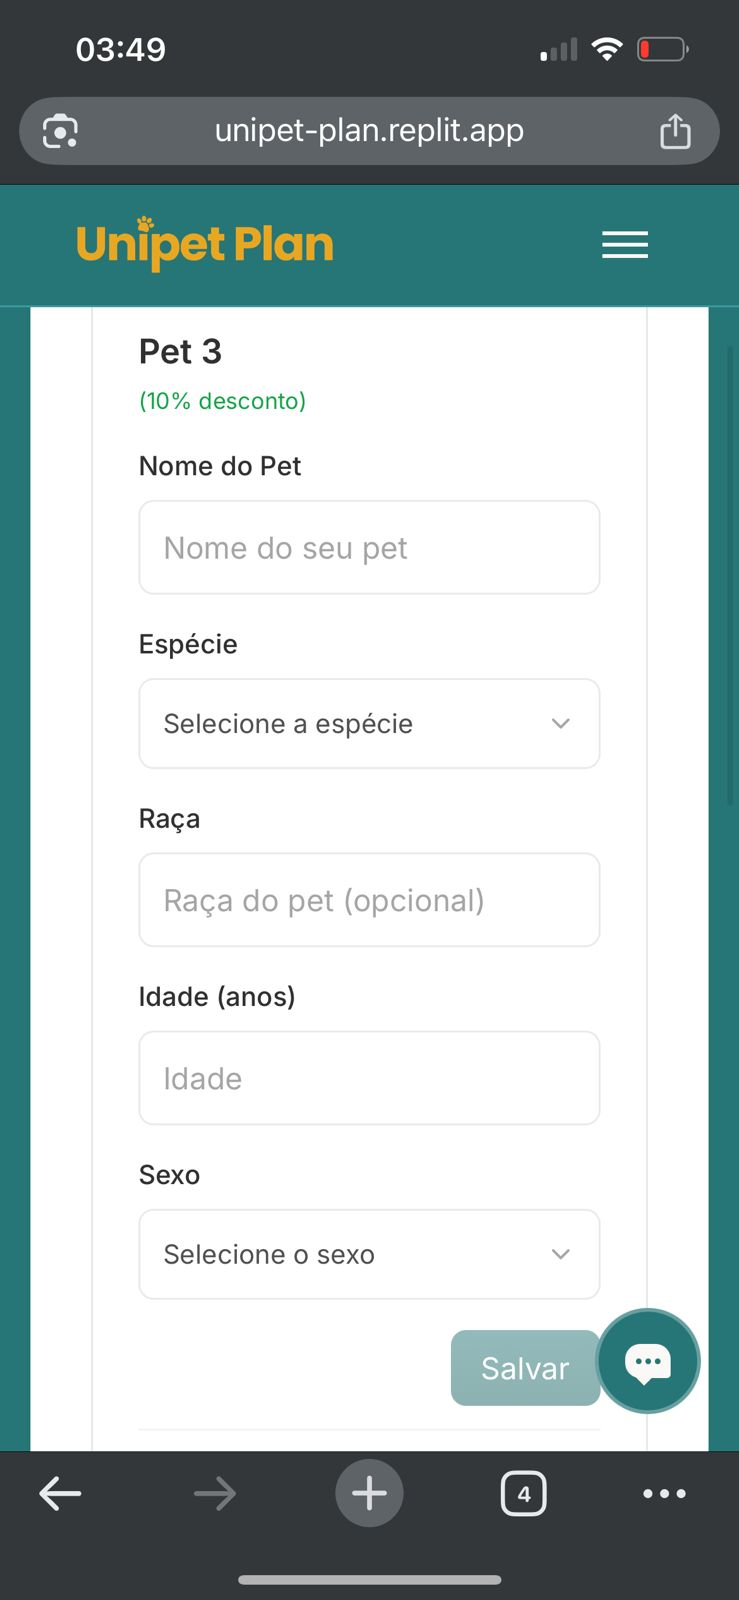 03:49
unipet-plan.replit.app
Unipet Plan
Pet 3
(10% desconto)
Nome do Pet
Nome do seu pet
Espécie
Selecione a espécie
Raça
Raça do pet (opcional)
Idade (anos)
Idade
Sexo
Selecione o sexo
Salvar
4